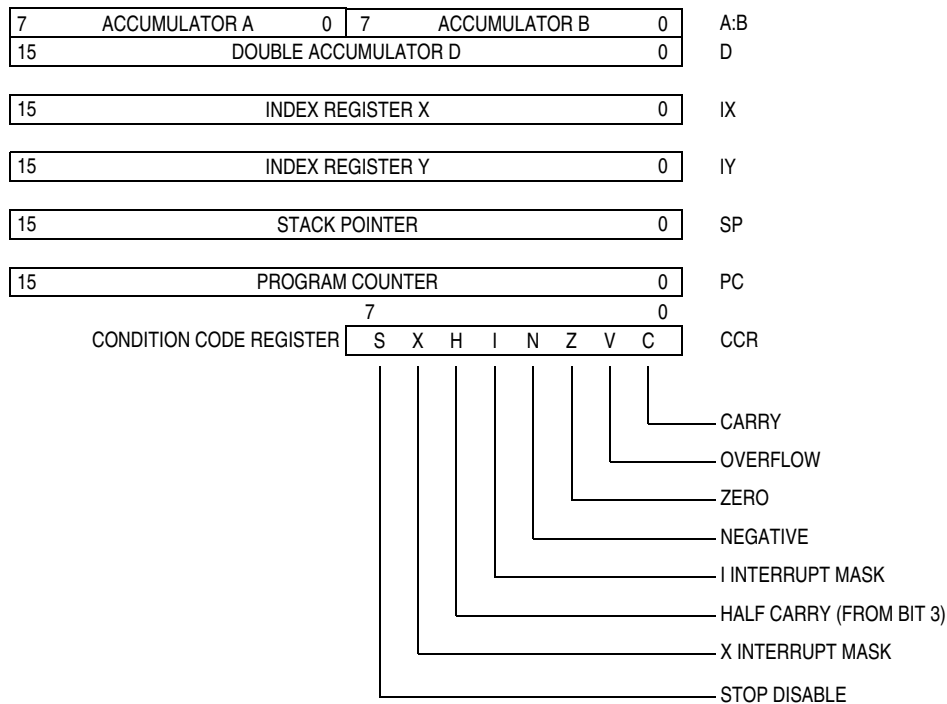 7 ACCUMULATOR A 0 7 ACCUMULATOR B 0 A:B
15 DOUBLE ACCUMULATOR D 0 D
15 INDEX REGISTER X 0 IX
15 INDEX REGISTER Y 0 IY
15 STACK POINTER 0 SP
15 PROGRAM COUNTER 0 PC
7 0
CONDITION CODE REGISTER S X H I N Z V C CCR
CARRY
OVERFLOW
ZERO
NEGATIVE
I INTERRUPT MASK
HALF CARRY (FROM BIT 3)
X INTERRUPT MASK
STOP DISABLE